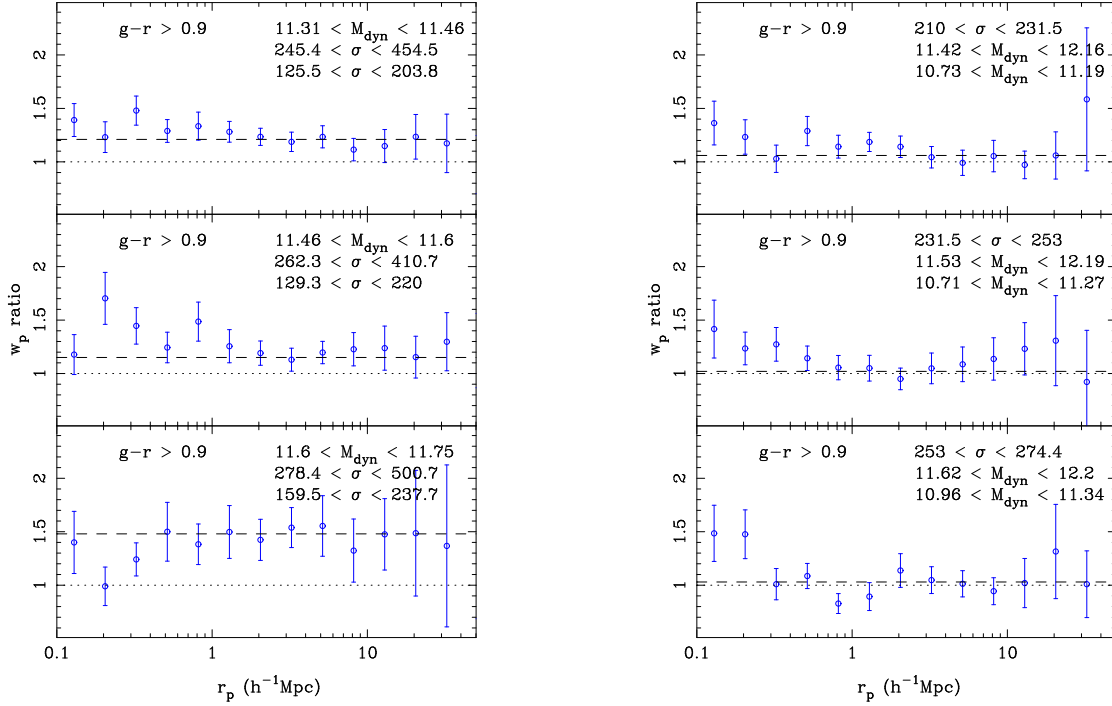 g-r > 0.9 11.31 < M_dyn < 11.46
245.4 < σ < 454.5
125.5 < σ < 203.8
2
1.5
1
g-r > 0.9 11.46 < M_dyn < 11.6
262.3 < σ < 410.7
129.3 < σ < 220
2
w_p ratio
1.5
1
g-r > 0.9 11.6 < M_dyn < 11.75
278.4 < σ < 500.7
159.5 < σ < 237.7
2
1.5
1
0.1 1 10
r_p (h⁻¹Mpc)
g-r > 0.9 210 < σ < 231.5
11.42 < M_dyn < 12.16
10.73 < M_dyn < 11.19
2
1.5
1
g-r > 0.9 231.5 < σ < 253
11.53 < M_dyn < 12.19
10.71 < M_dyn < 11.27
2
w_p ratio
1.5
1
g-r > 0.9 253 < σ < 274.4
11.62 < M_dyn < 12.2
10.96 < M_dyn < 11.34
2
1.5
1
0.1 1 10
r_p (h⁻¹Mpc)